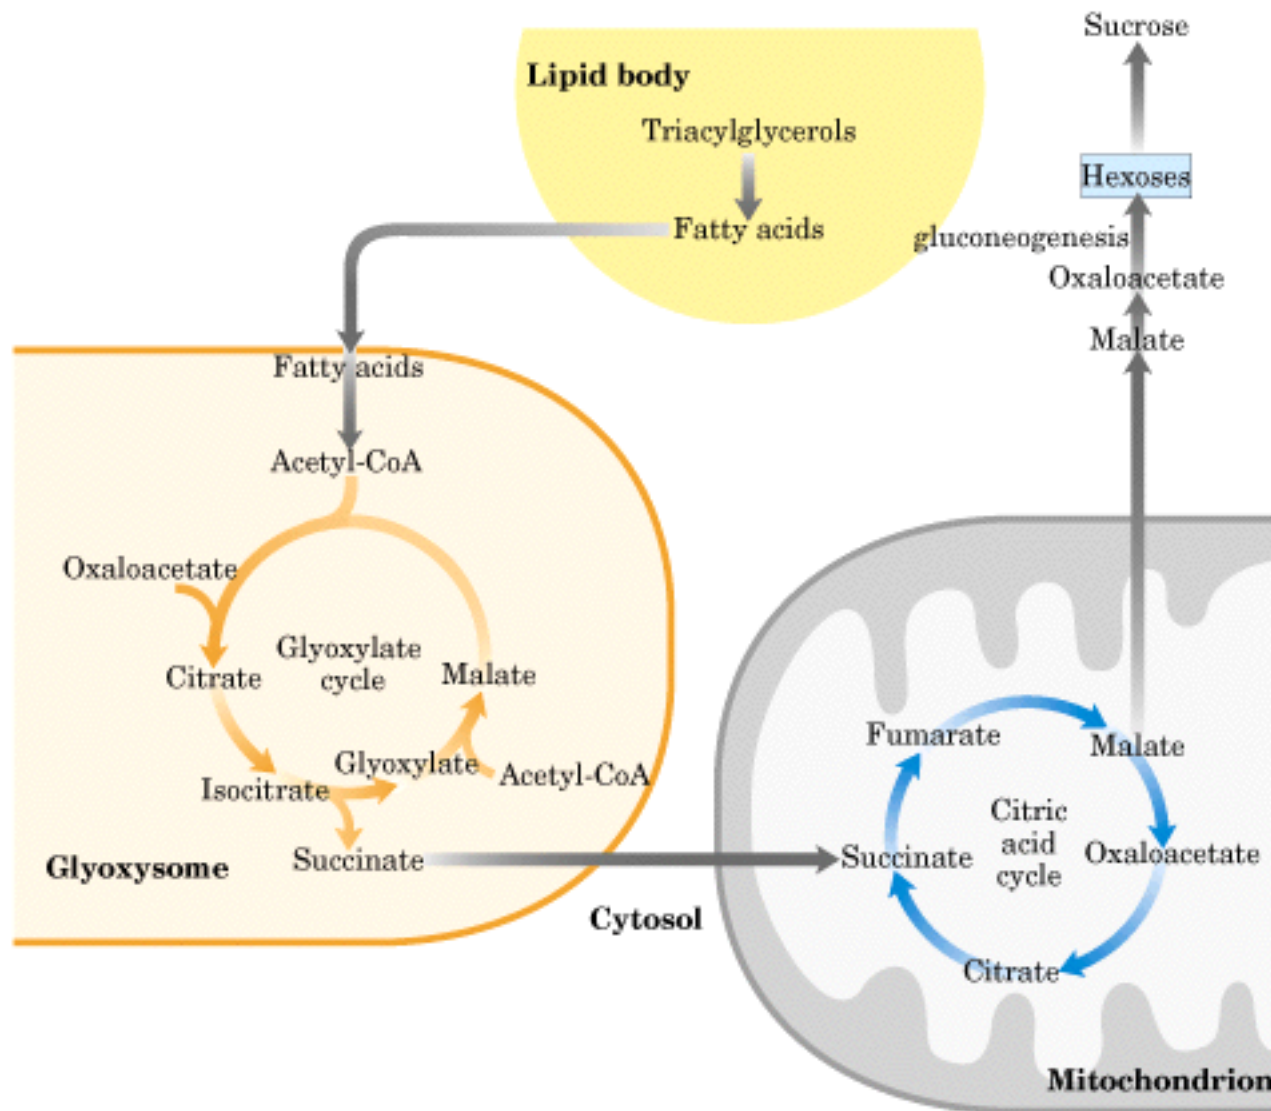 Sucrose
Lipid body
Triacylglycerols
Hexoses
Fatty acids
gluconeogenesis
Oxaloacetate
Malate
Fatty acids
Acetyl-CoA
Oxaloacetate
Glyoxylate
cycle
Citrate
Malate
Glyoxylate
Acetyl-CoA
Isocitrate
Succinate
Glyoxysome
Cytosol
Fumarate
Malate
Citric
acid
cycle
Succinate
Oxaloacetate
Citrate
Mitochondrion